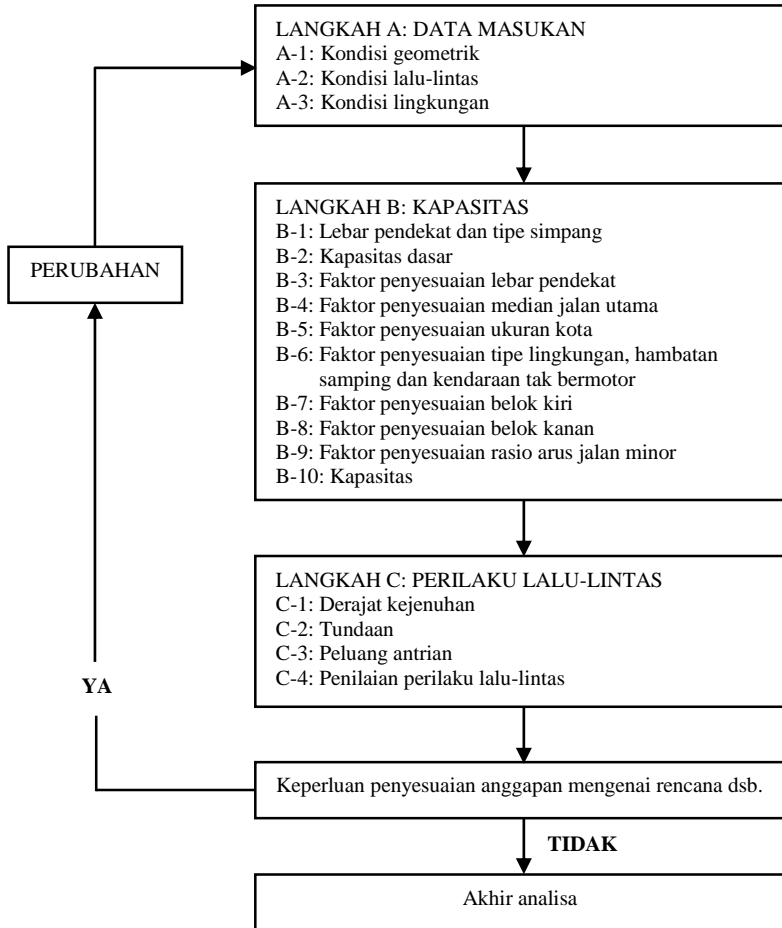 LANGKAH A: DATA MASUKAN
A-1: Kondisi geometrik
A-2: Kondisi lalu-lintas
A-3: Kondisi lingkungan
LANGKAH B: KAPASITAS
B-1: Lebar pendekat dan tipe simpang
B-2: Kapasitas dasar
B-3: Faktor penyesuaian lebar pendekat
B-4: Faktor penyesuaian median jalan utama
B-5: Faktor penyesuaian ukuran kota
B-6: Faktor penyesuaian tipe lingkungan, hambatan
samping dan kendaraan tak bermotor
B-7: Faktor penyesuaian belok kiri
B-8: Faktor penyesuaian belok kanan
B-9: Faktor penyesuaian rasio arus jalan minor
B-10: Kapasitas
PERUBAHAN
LANGKAH C: PERILAKU LALU-LINTAS
C-1: Derajat kejenuhan
C-2: Tundaan
C-3: Peluang antrian
C-4: Penilaian perilaku lalu-lintas
YA
Keperluan penyesuaian anggapan mengenai rencana dsb.
TIDAK
Akhir analisa